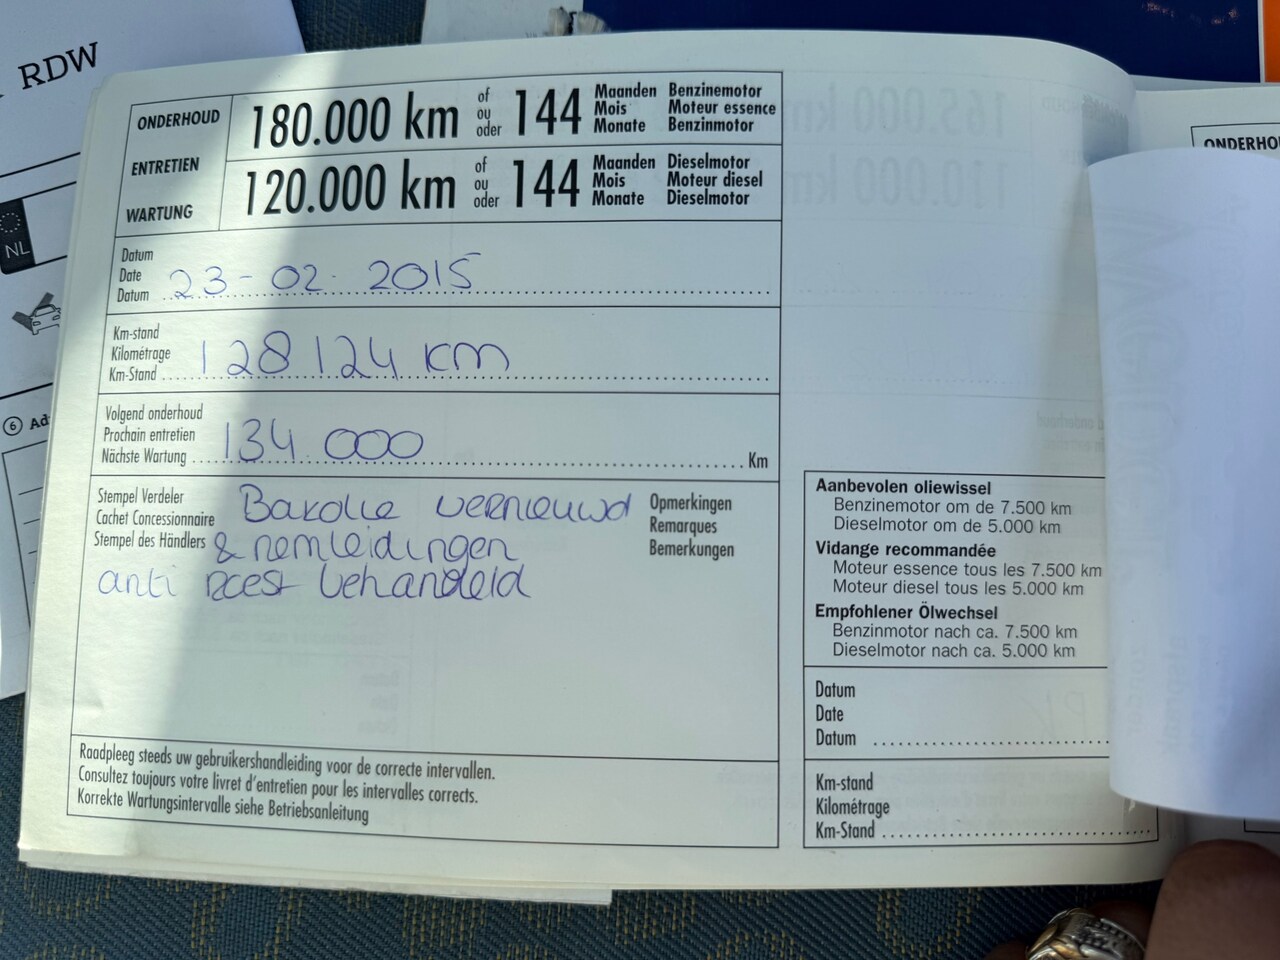 RDW
NL
6 Ad
ONDERHOUD
ENTRETIEN
WARTUNG
180.000 km of ou oder 144 Maanden Mois Monate Benzinemotor Moteur essence Benzinmotor
120.000 km of ou oder 144 Maanden Mois Monate Dieselmotor Moteur diesel Dieselmotor
Datum
Date
Datum 23-02-2015
Km-stand
Kilométrage
Km-Stand 128124 km
Volgend onderhoud
Prochain entretien
Nächste Wartung 134.000 Km
Stempel Verdeler
Cachet Concessionnaire
Stempel des Händlers
Opmerkingen
Remarques
Bemerkungen
vernieuwd
& remleidingen
anti roest behandeld
Raadpleeg steeds uw gebruikershandleiding voor de correcte intervallen.
Consultez toujours votre livret d'entretien pour les intervalles corrects.
Korrekte Wartungsintervalle siehe Betriebsanleitung
Aanbevolen oliewissel
Benzinemotor om de 7.500 km
Dieselmotor om de 5.000 km
Vidange recommandée
Moteur essence tous les 7.500 km
Moteur diesel tous les 5.000 km
Empfohlener Ölwechsel
Benzinmotor nach ca. 7.500 km
Dieselmotor nach ca. 5.000 km
Datum
Date
Datum
Km-stand
Kilométrage
Km-Stand
ONDERHO